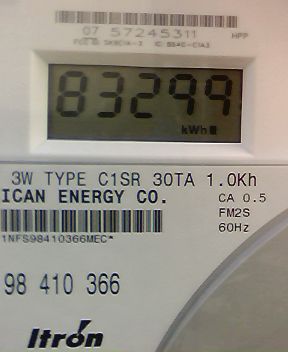 07 57245311 HPP
83299
kWh
3W TYPE C1SR 30TA 1.0Kh
ICAN ENERGY CO. CA 0.5
FM2S
60Hz
1NFS98410366MEC*
98 410 366
Itron